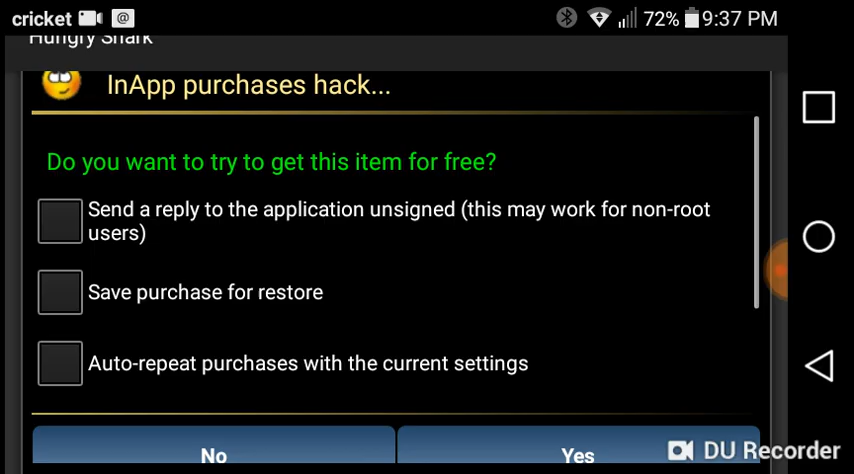 cricket @ 72% 9:37 PM
Hungry Shark
InApp purchases hack...
Do you want to try to get this item for free?
Send a reply to the application unsigned (this may work for non-root
users)
Save purchase for restore
Auto-repeat purchases with the current settings
No Yes
DU Recorder